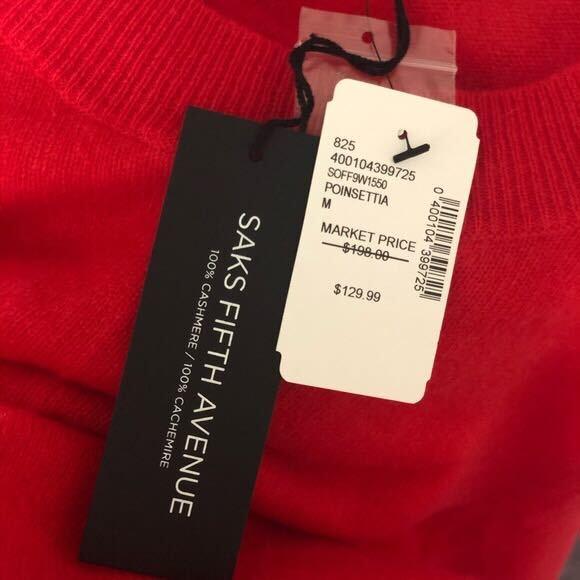 SAKS FIFTH AVENUE
100% CASHMERE / 100% CACHEMIRE
825
400104399725
SOFF9W1550
POINSETTIA
M
MARKET PRICE
$198.00
$129.99
0 400104 399725